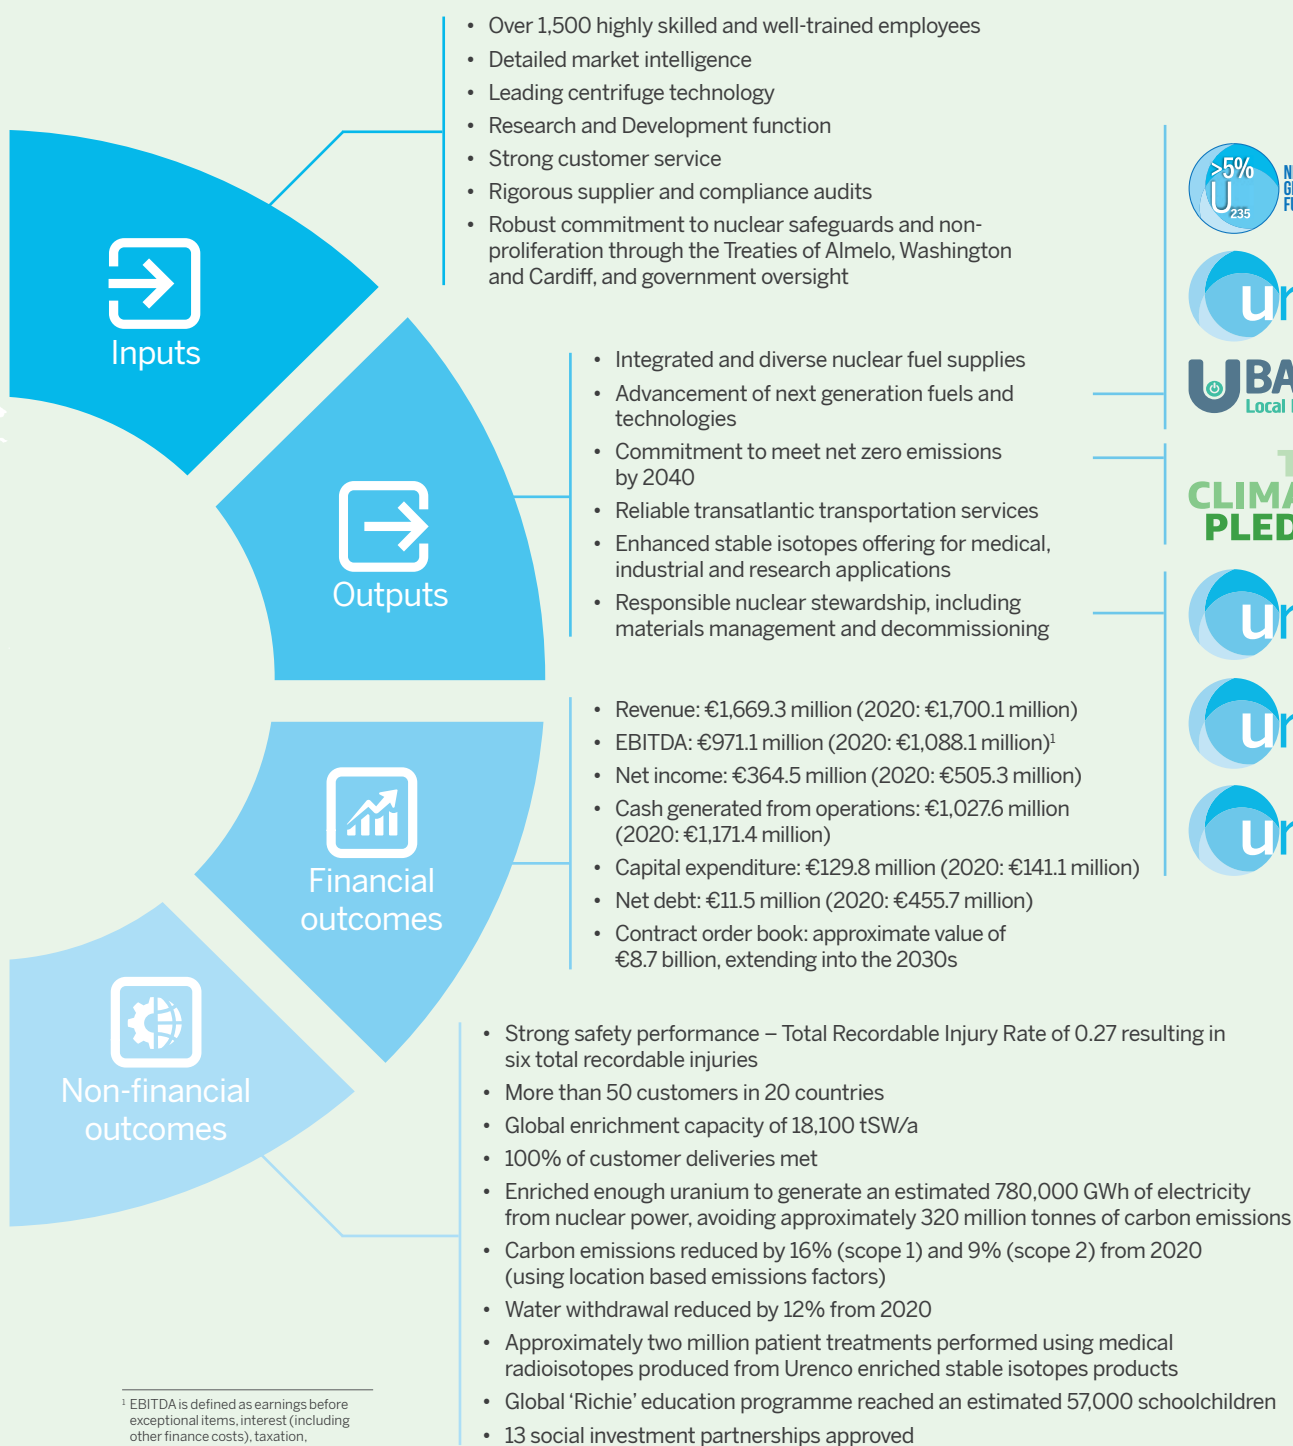 • Over 1,500 highly skilled and well-trained employees
• Detailed market intelligence
• Leading centrifuge technology
• Research and Development function
• Strong customer service
• Rigorous supplier and compliance audits
• Robust commitment to nuclear safeguards and non-
proliferation through the Treaties of Almelo, Washington
and Cardiff, and government oversight
Inputs
• Integrated and diverse nuclear fuel supplies
• Advancement of next generation fuels and
technologies
• Commitment to meet net zero emissions
by 2040
• Reliable transatlantic transportation services
• Enhanced stable isotopes offering for medical,
industrial and research applications
• Responsible nuclear stewardship, including
materials management and decommissioning
Outputs
>5%
U235
Local
• Revenue: €1,669.3 million (2020: €1,700.1 million)
• EBITDA: €971.1 million (2020: €1,088.1 million)¹
• Net income: €364.5 million (2020: €505.3 million)
• Cash generated from operations: €1,027.6 million
(2020: €1,171.4 million)
• Capital expenditure: €129.8 million (2020: €141.1 million)
• Net debt: €11.5 million (2020: €455.7 million)
• Contract order book: approximate value of
€8.7 billion, extending into the 2030s
Financial
outcomes
Non-financial
outcomes
• Strong safety performance – Total Recordable Injury Rate of 0.27 resulting in
six total recordable injuries
• More than 50 customers in 20 countries
• Global enrichment capacity of 18,100 tSW/a
• 100% of customer deliveries met
• Enriched enough uranium to generate an estimated 780,000 GWh of electricity
from nuclear power, avoiding approximately 320 million tonnes of carbon emissions
• Carbon emissions reduced by 16% (scope 1) and 9% (scope 2) from 2020
(using location based emissions factors)
• Water withdrawal reduced by 12% from 2020
• Approximately two million patient treatments performed using medical
radioisotopes produced from Urenco enriched stable isotopes products
• Global ‘Richie’ education programme reached an estimated 57,000 schoolchildren
• 13 social investment partnerships approved
¹ EBITDA is defined as earnings before
exceptional items, interest (including
other finance costs), taxation,